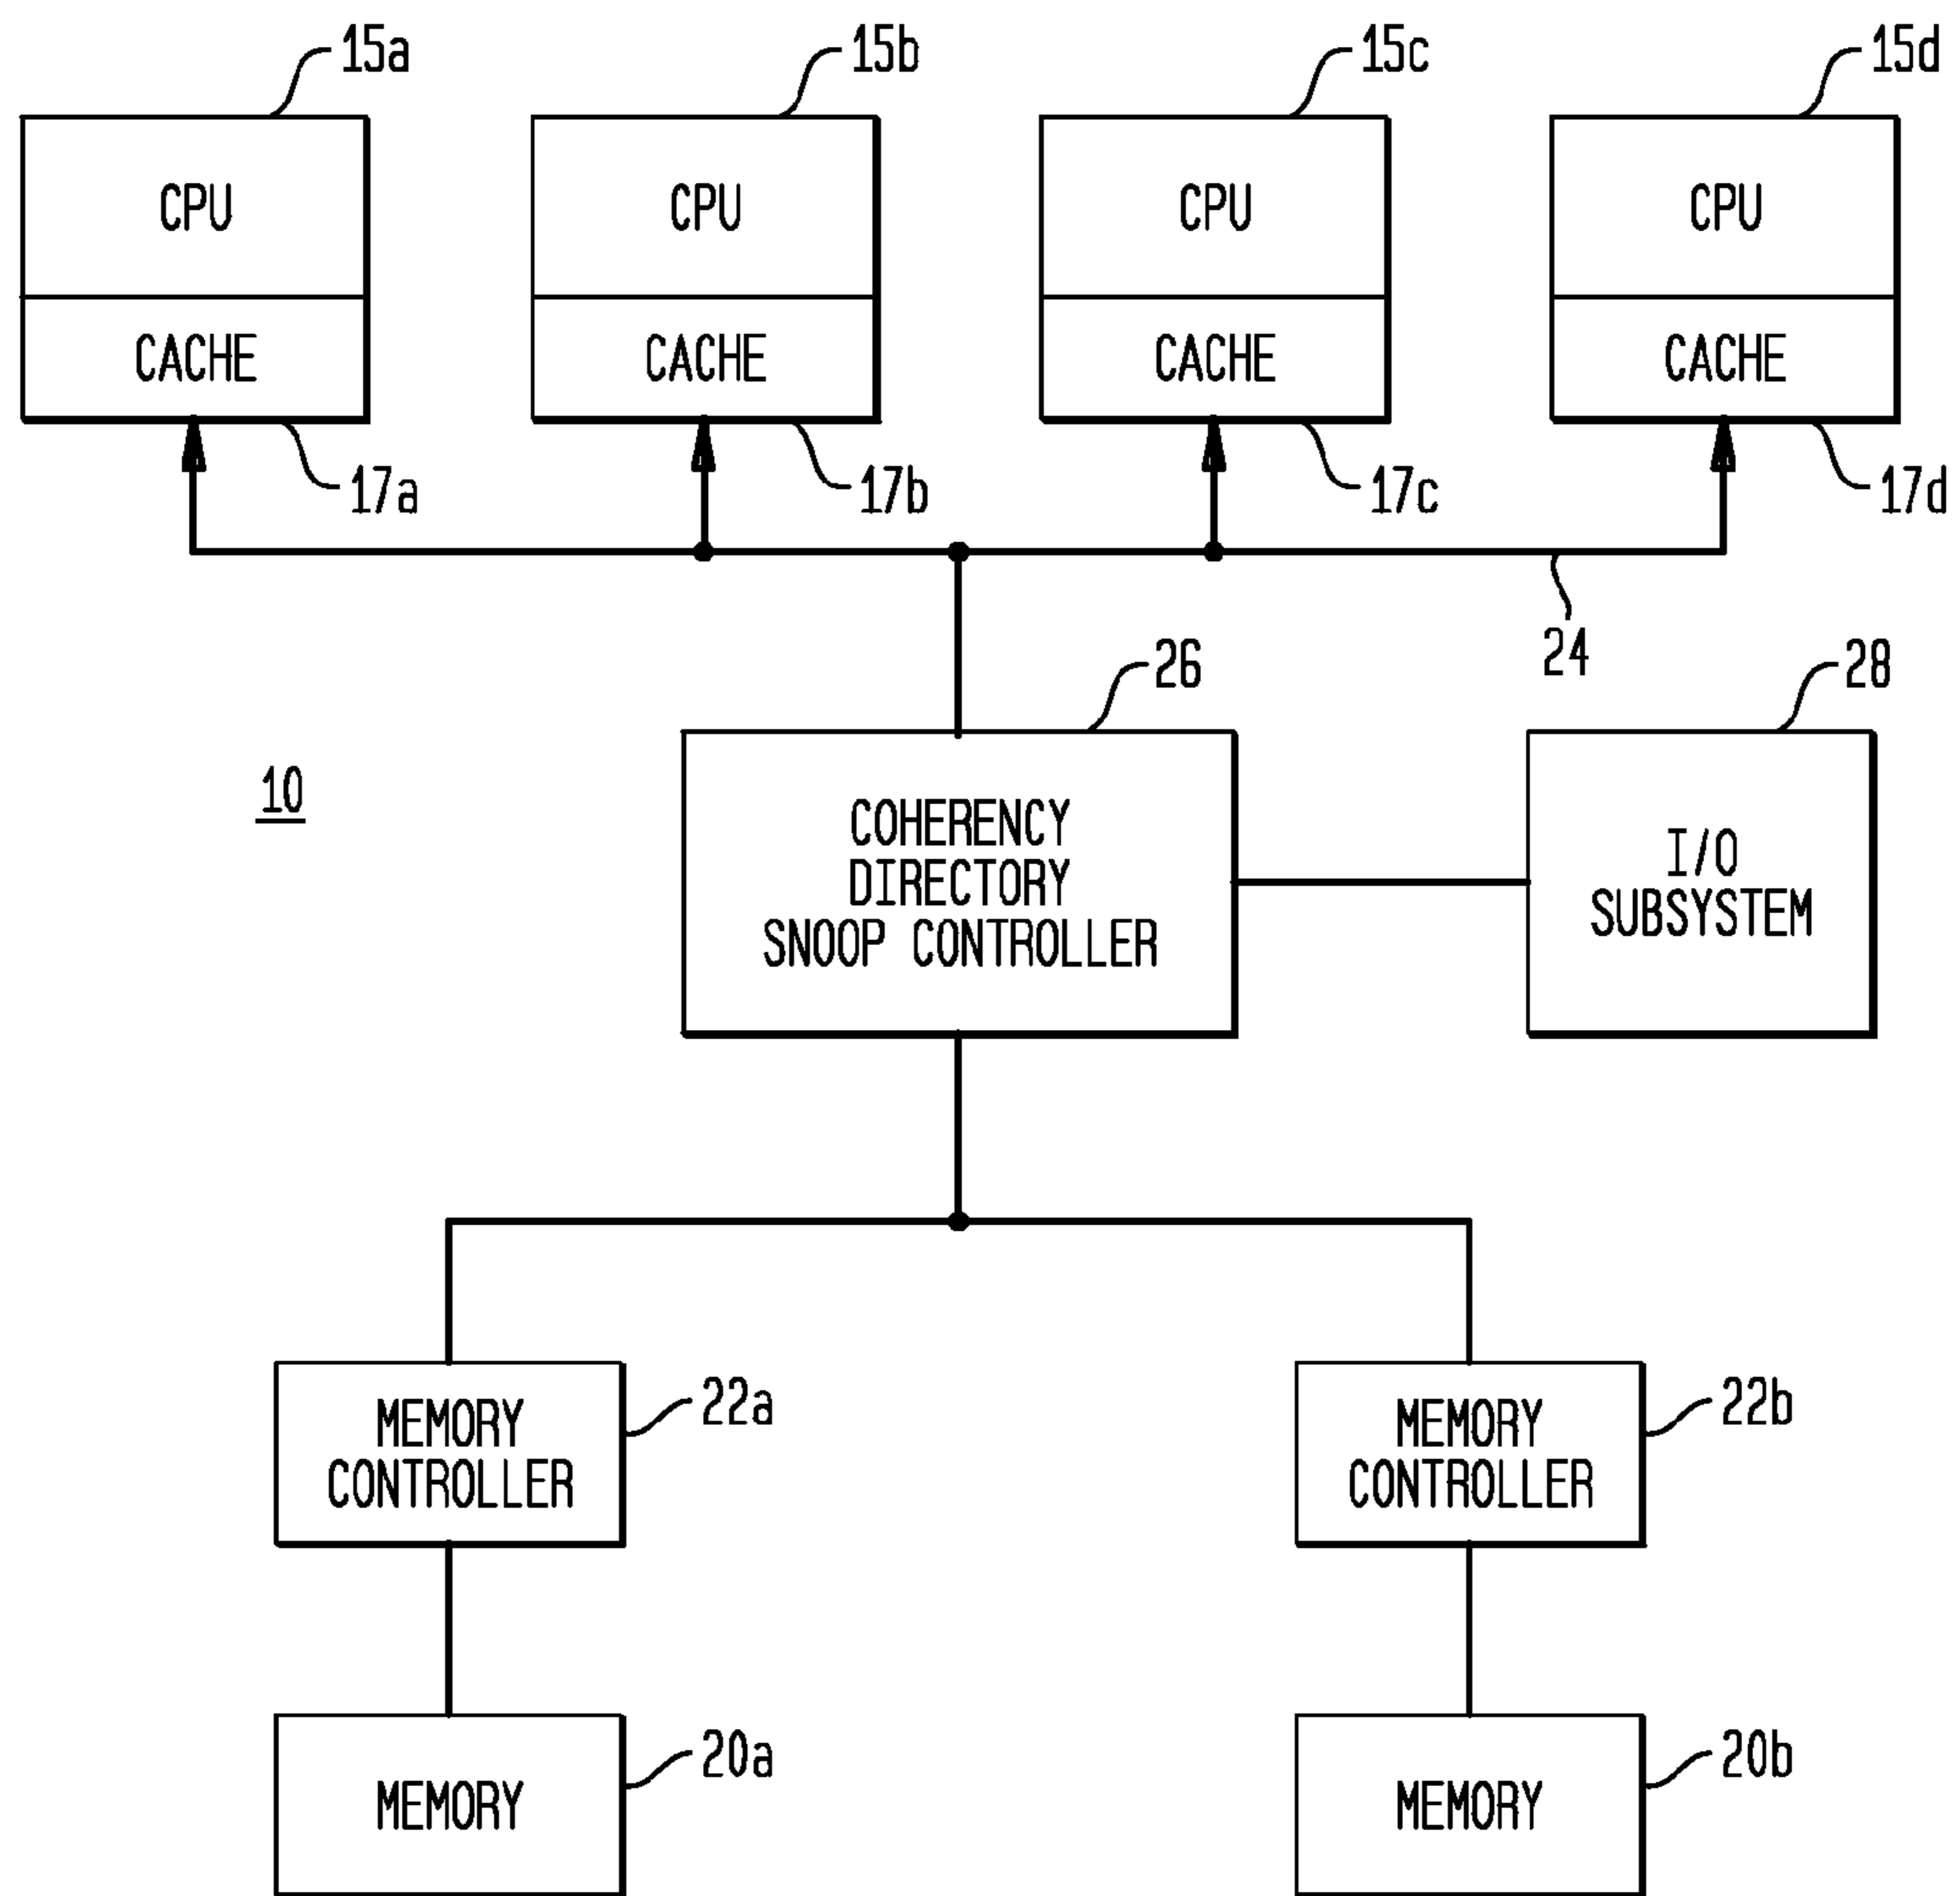 15a 15b 15c 15d
CPU CPU CPU CPU
CACHE CACHE CACHE CACHE
17a 17b 17c 17d
24
26 28
10
COHERENCY
DIRECTORY
SNOOP CONTROLLER
I/O
SUBSYSTEM
MEMORY
CONTROLLER
22a
MEMORY
CONTROLLER
22b
MEMORY
20a
MEMORY
20b